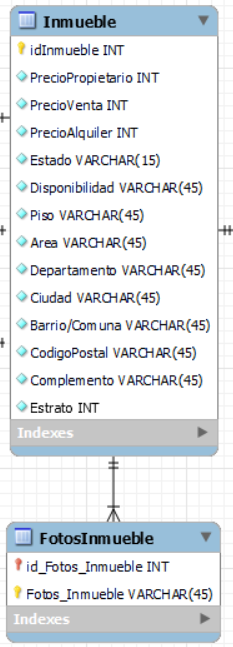 Inmueble
idInmueble INT
PrecioPropietario INT
PrecioVenta INT
PrecioAlquiler INT
Estado VARCHAR(15)
Disponibilidad VARCHAR(45)
Piso VARCHAR(45)
Area VARCHAR(45)
Departamento VARCHAR(45)
Ciudad VARCHAR(45)
Barrio/Comuna VARCHAR(45)
CodigoPostal VARCHAR(45)
Complemento VARCHAR(45)
Estrato INT
Indexes
FotosInmueble
id_Fotos_Inmueble INT
Fotos_Inmueble VARCHAR(45)
Indexes